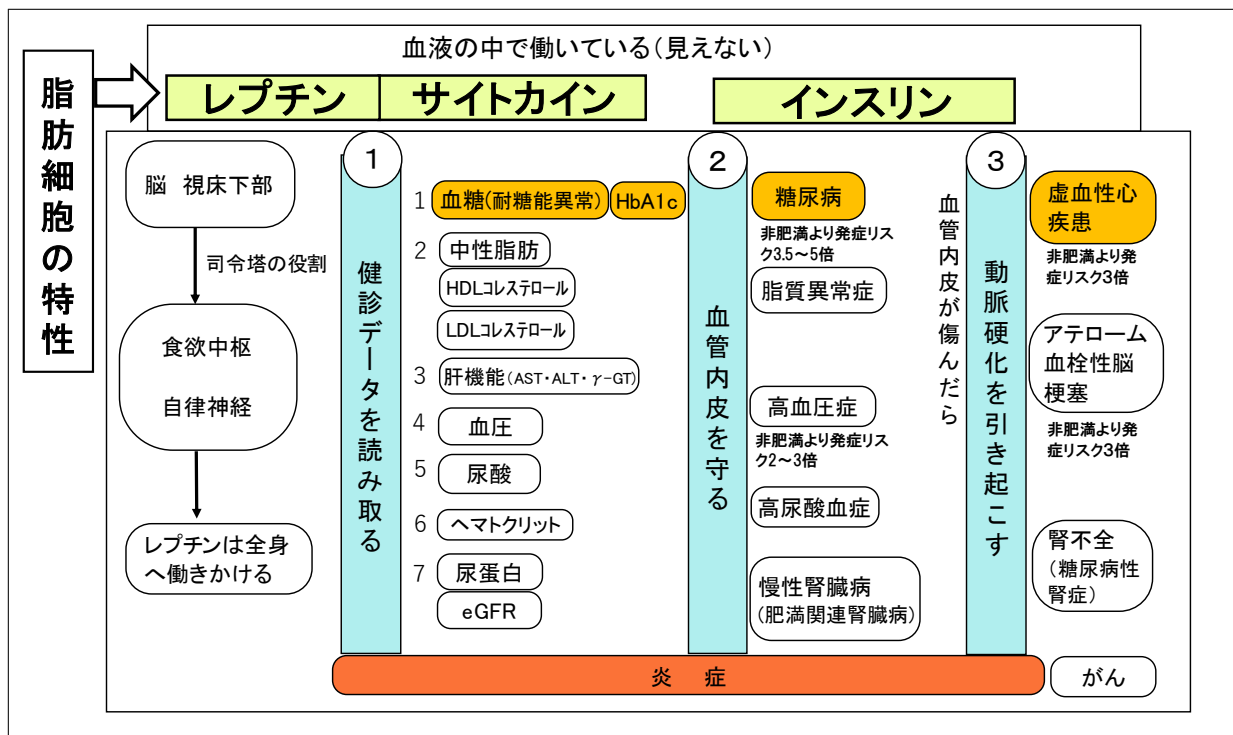 脂肪細胞の特性
血液の中で働いている(見えない)
レプチン
サイトカイン
インスリン
脳 視床下部
司令塔の役割
食欲中枢
自律神経
レプチンは全身
へ働きかける
1
健診データを読み取る
1 血糖(耐糖能異常) HbA1c
2 中性脂肪
HDLコレステロール
LDLコレステロール
3 肝機能(AST・ALT・γ-GT)
4 血圧
5 尿酸
6 ヘマトクリット
7 尿蛋白
eGFR
2
血管内皮を守る
糖尿病
非肥満より発症リス
ク3.5~5倍
脂質異常症
高血圧症
非肥満より発症リス
ク2~3倍
高尿酸血症
慢性腎臓病
(肥満関連腎臓病)
血管内皮が傷んだら
3
動脈硬化を引き起こす
虚血性心
疾患
非肥満より発
症リスク3倍
アテローム
血栓性脳
梗塞
非肥満より発
症リスク3倍
腎不全
(糖尿病性
腎症)
炎 症
がん